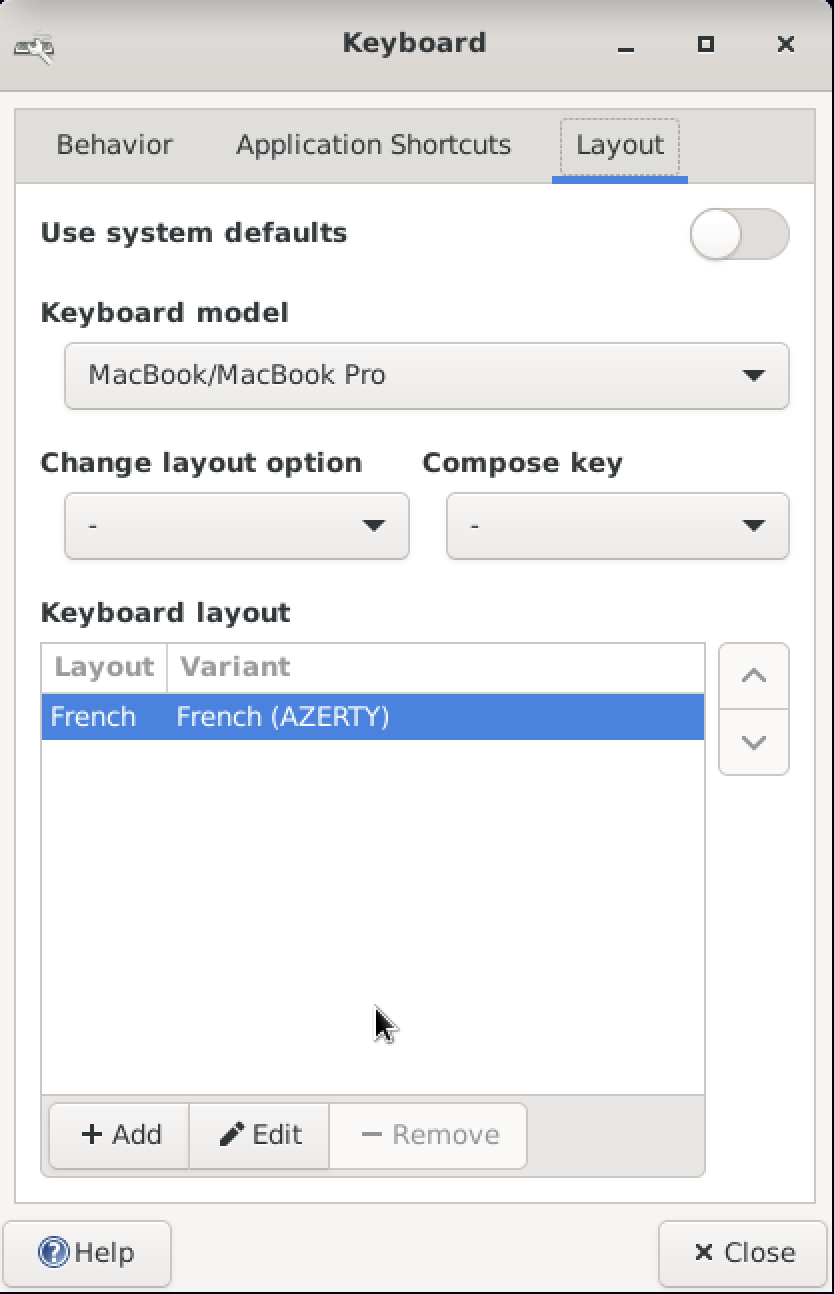 Keyboard
Behavior Application Shortcuts Layout
Use system defaults
Keyboard model
MacBook/MacBook Pro
Change layout option Compose key
- -
Keyboard layout
Layout Variant
French French (AZERTY)
Add Edit Remove
Help Close